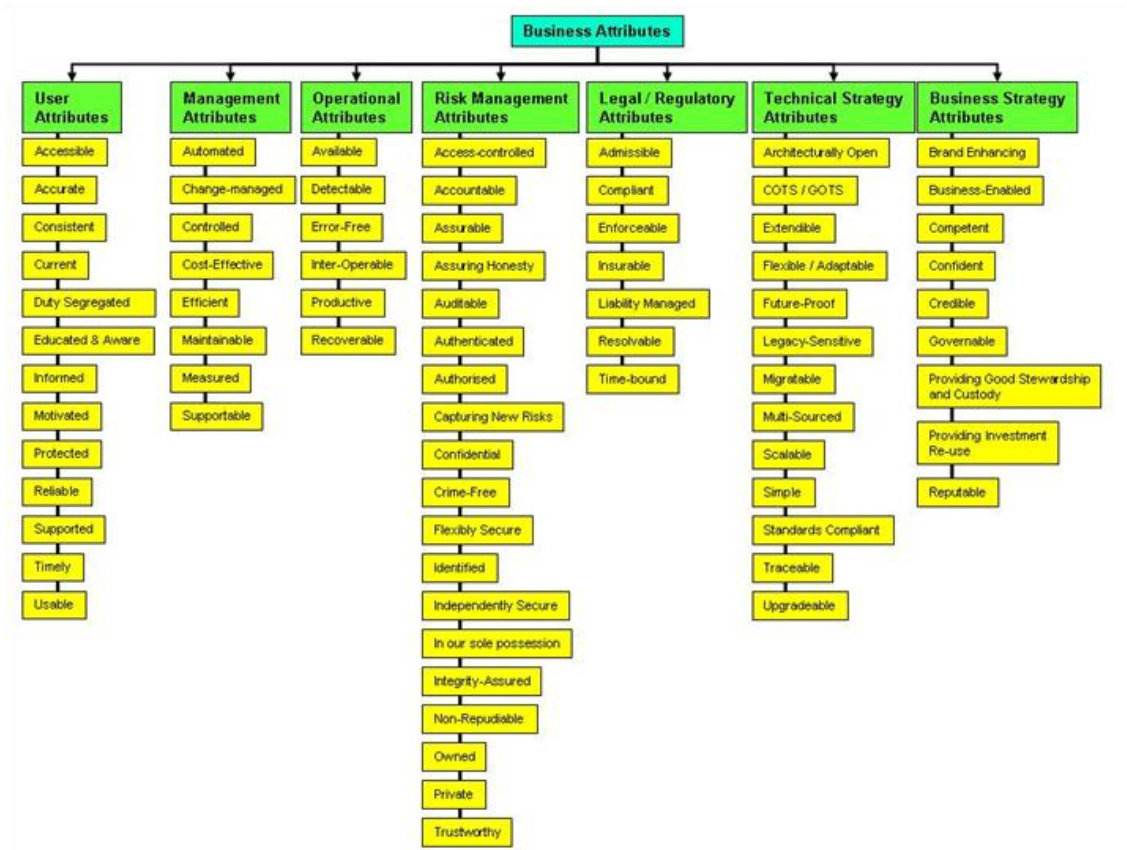 Business Attributes
User
Attributes
Accessible
Accurate
Consistent
Current
Duty Segregated
Educated & Aware
Informed
Motivated
Protected
Reliable
Supported
Timely
Usable
Management
Attributes
Automated
Change-managed
Controlled
Cost-Effective
Efficient
Maintainable
Measured
Supportable
Operational
Attributes
Available
Detectable
Error-Free
Inter-Operable
Productive
Recoverable
Risk Management
Attributes
Access-controlled
Accountable
Assurable
Assuring Honesty
Auditable
Authenticated
Authorised
Capturing New Risks
Confidential
Crime-Free
Flexibly Secure
Identified
Independently Secure
In our sole possession
Integrity-Assured
Non-Repudiable
Owned
Private
Trustworthy
Legal / Regulatory
Attributes
Admissible
Compliant
Enforceable
Insurable
Liability Managed
Resolvable
Time-bound
Technical Strategy
Attributes
Architecturally Open
COTS / GOTS
Extendible
Flexible / Adaptable
Future-Proof
Legacy-Sensitive
Migratable
Multi-Sourced
Scalable
Simple
Standards Compliant
Traceable
Upgradeable
Business Strategy
Attributes
Brand Enhancing
Business-Enabled
Competent
Confident
Credible
Governable
Providing Good Stewardship
and Custody
Providing Investment
Re-use
Reputable